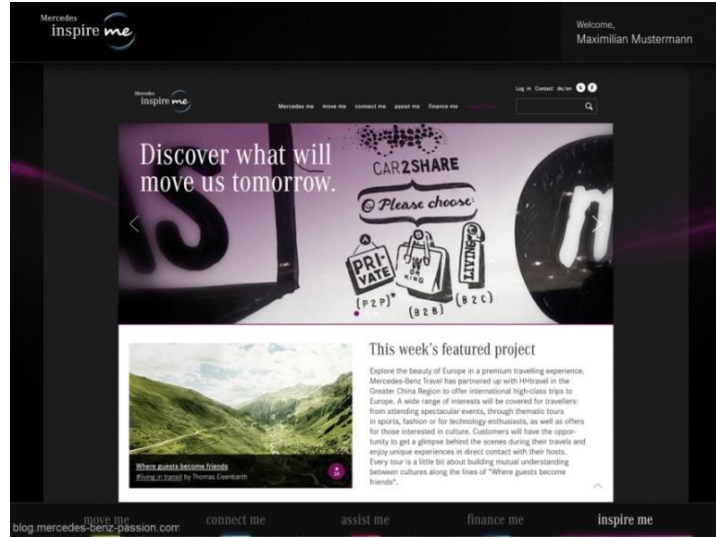 Mercedes
inspire me
Welcome,
Maximilian Mustermann
Mercedes
inspire me
Log in Contact de/en
Mercedes me move me connect me assist me finance me inspire me
Discover what will
move us tomorrow.
CAR2SHARE
Please choose:
PRI-
VATE
WORKING
LIVING
(P2P)*
(B2B)
(B2C)
This week's featured project
Explore the beauty of Europe in a premium travelling experience.
Mercedes-Benz Travel has partnered up with HHtravel in the
Greater China Region to offer international high-class trips to
Europe. A wide range of interests will be covered for travellers:
from attending spectacular events, through thematic tours
in sports, fashion or for technology enthusiasts, as well as offers
for those interested in culture. Customers will have the oppor-
tunity to get a glimpse behind the scenes during their travels and
enjoy unique experiences in direct contact with their hosts.
Every tour is a little bit about building mutual understanding
between cultures along the lines of "Where guests become
friends".
Where guests become friends
#living in transit by Thomas Eisenbarth
move me connect me assist me finance me inspire me
blog.mercedes-benz-passion.com